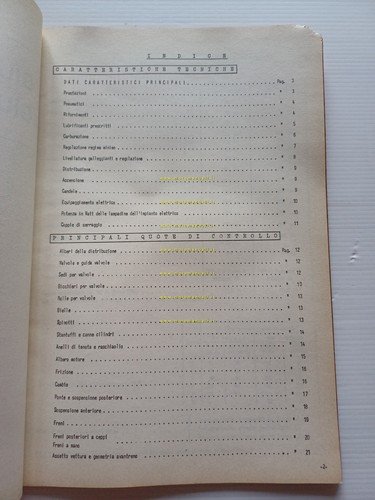 INDICE
CARATTERISTICHE TECNICHE
DATI CARATTERISTICI PRINCIPALI Pag. 3
Prestazioni " 3
Pneumatici " 4
Rifornimenti " 4
Lubrificanti prescritti " 5
Carburazione " 6
Regolazione regime minimo " 7
Livellatura galleggianti e regolazione " 8
Distribuzione " 8
Accensione " 9
Candele " 9
Equipaggiamento elettrico " 10
Potenza in Watt delle lampadine dell'impianto elettrico " 10
Coppie di serraggio " 11
PRINCIPALI QUOTE DI CONTROLLO
Alberi della distribuzione Pag. 12
Valvole e guida valvole " 12
Sedi per valvole " 12
Bicchieri per valvole " 13
Molle per valvole " 13
Bielle " 13
Spinotti " 13
Stantuffi e canne cilindri " 14
Anelli di tenuta e raschiaolio " 14
Albero motore " 14
Frizione " 15
Cambio " 16
Ponte e sospensione posteriore " 17
Sospensione anteriore " 18
Freni " 19
Freni posteriori a ceppi " 20
Freni a mano
Assetto vettura e geometria avantreno " 21
-2-